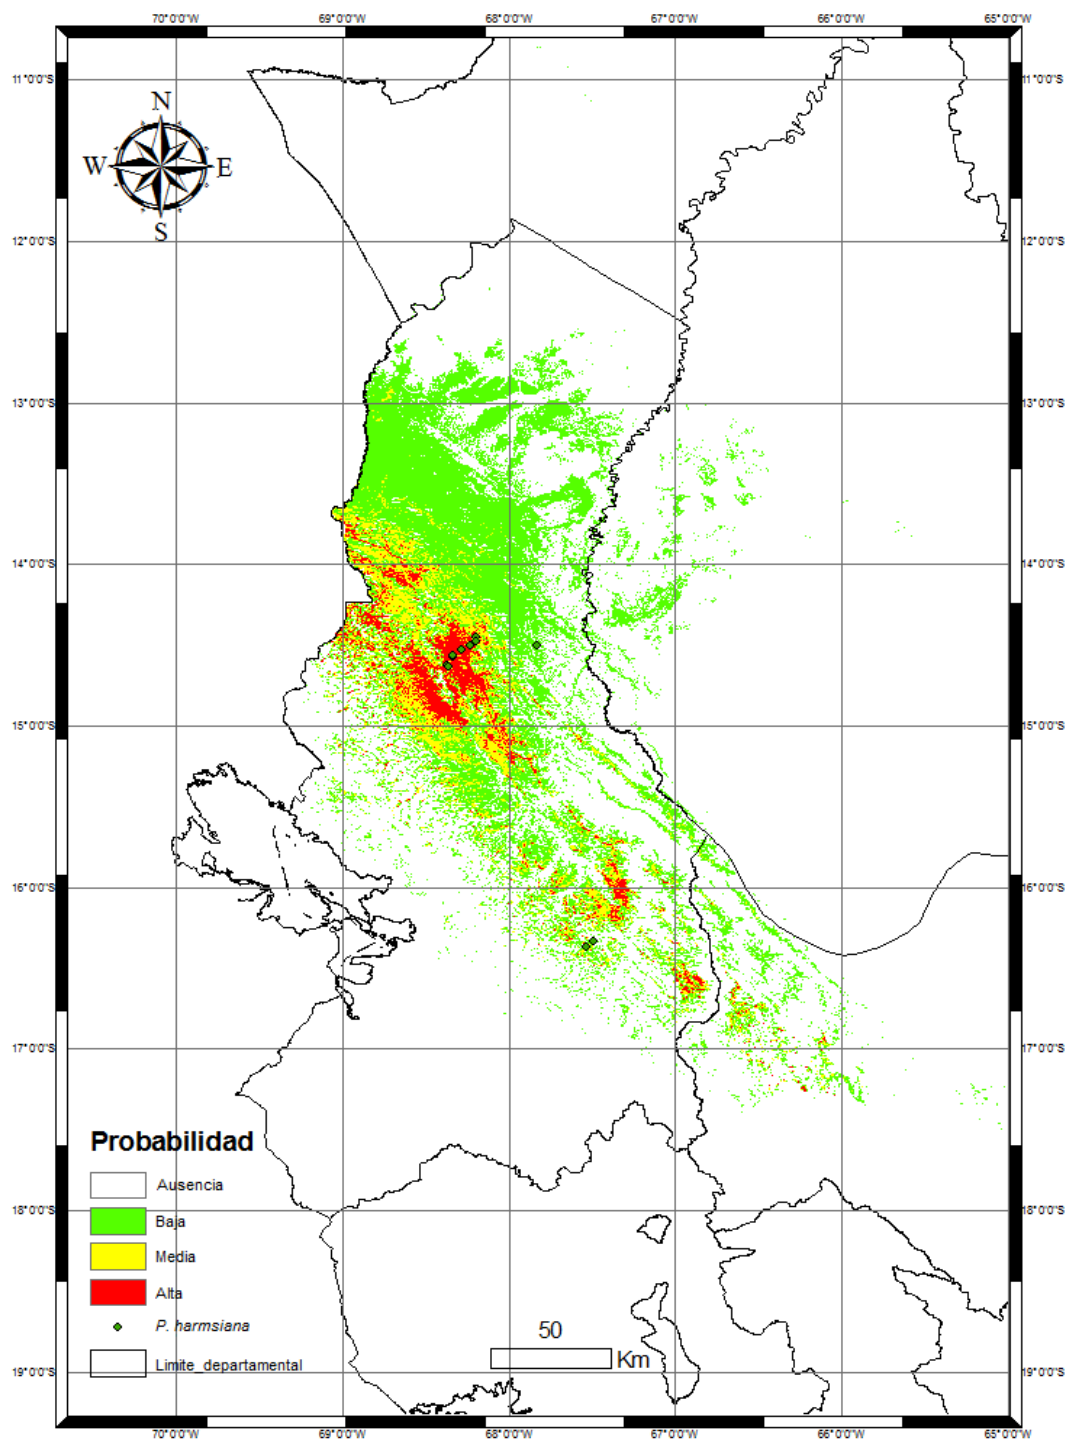 70°0'0"W 69°0'0"W 68°0'0"W 67°0'0"W 66°0'0"W 65°0'0"W
11°0'0"S 11°0'0"S
N
W E
S
12°0'0"S 12°0'0"S
13°0'0"S 13°0'0"S
14°0'0"S 14°0'0"S
15°0'0"S 15°0'0"S
16°0'0"S 16°0'0"S
17°0'0"S 17°0'0"S
Probabilidad
Ausencia
18°0'0"S 18°0'0"S
Baja
Media
Alta
P. harmsiana
50
Km
Limite_departamental
19°0'0"S 19°0'0"S
70°0'0"W 69°0'0"W 68°0'0"W 67°0'0"W 66°0'0"W 65°0'0"W